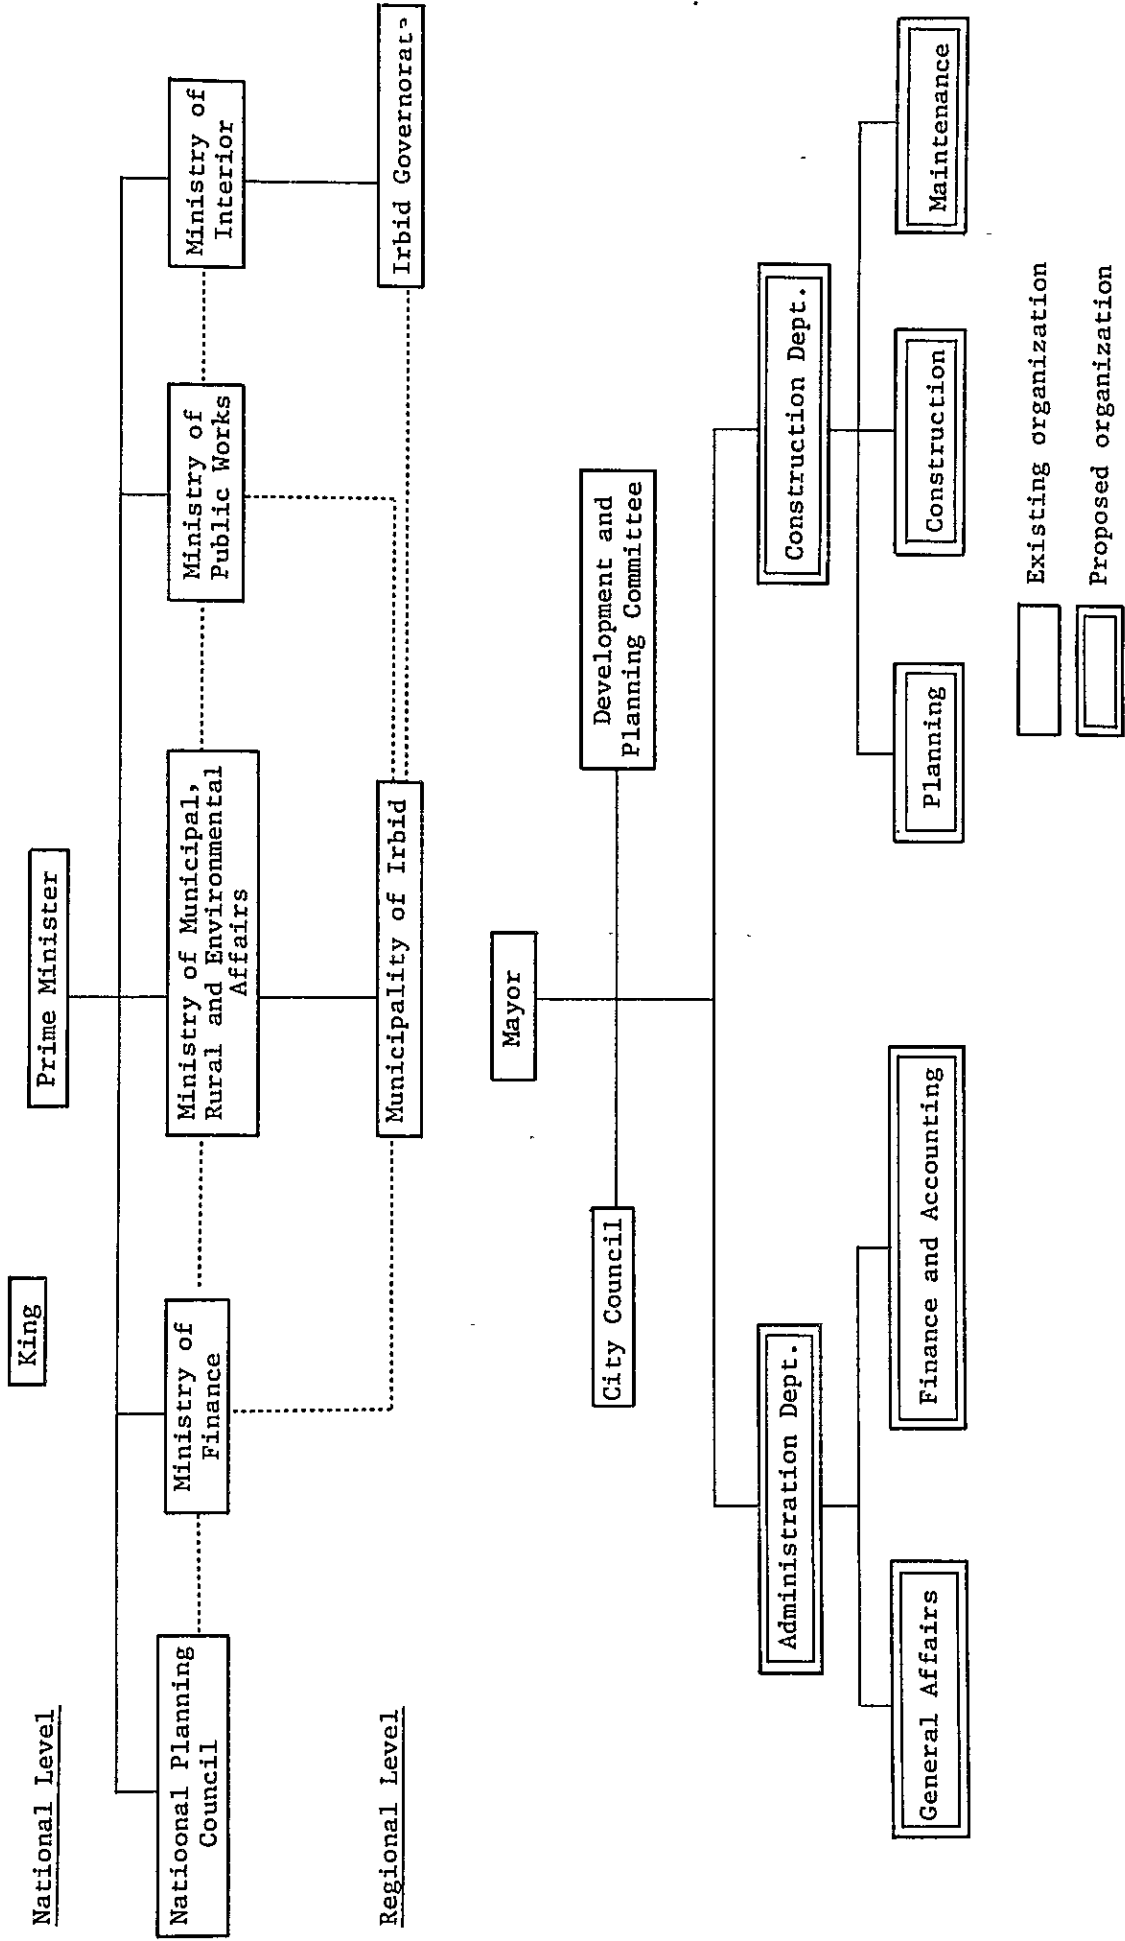 National Level
King
Prime Minister
Natioonal Planning
Council
Ministry of
Finance
Ministry of Municipal,
Rural and Environmental
Affairs
Ministry of
Public Works
Ministry of
Interior
Regional Level
Municipality of Irbid
Irbid Governorate
Mayor
City Council
Development and
Planning Committee
Administration Dept.
Construction Dept.
General Affairs
Finance and Accounting
Planning
Construction
Maintenance
Existing organization
Proposed organization